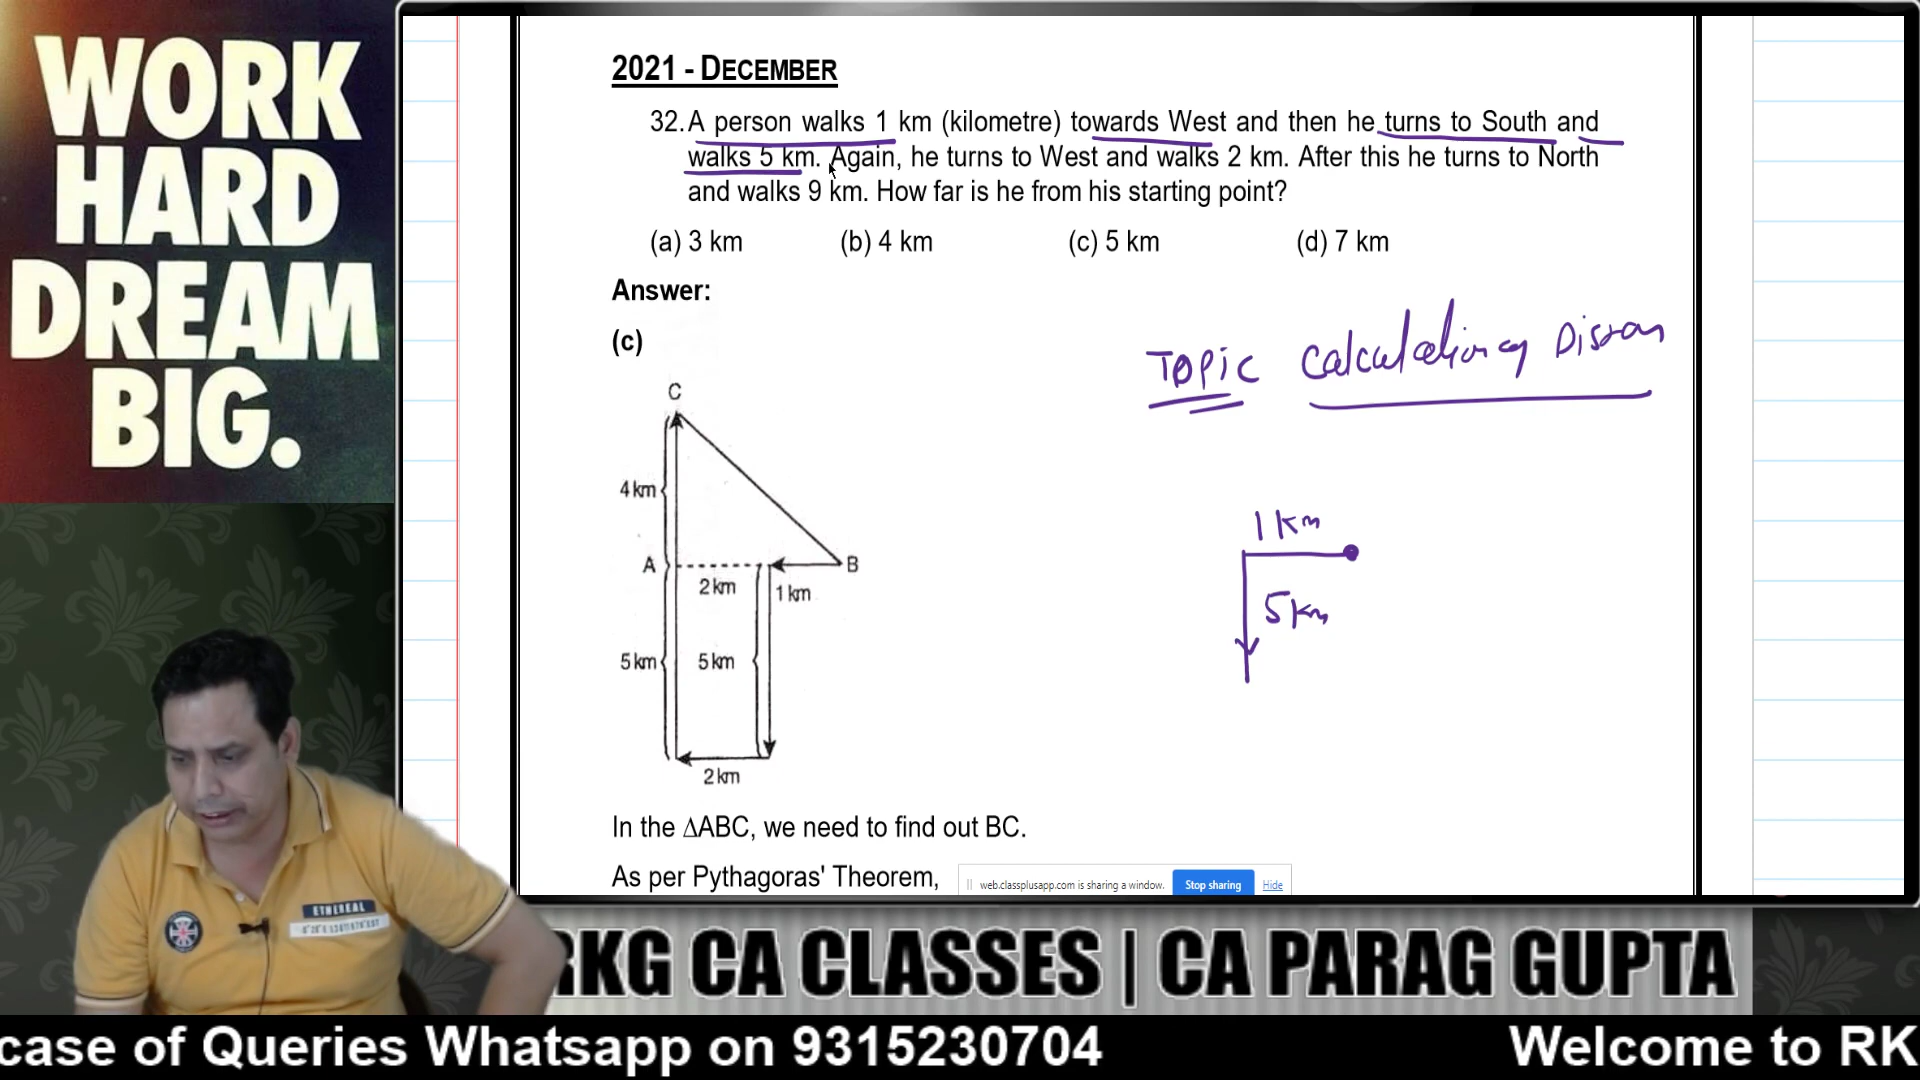 WORK
HARD
DREAM
BIG.
2021 - DECEMBER
32. A person walks 1 km (kilometre) towards West and then he turns to South and
walks 5 km. Again, he turns to West and walks 2 km. After this he turns to North
and walks 9 km. How far is he from his starting point?
(a) 3 km (b) 4 km (c) 5 km (d) 7 km
Answer:
(c)
TOPIC Calculating Distan
C
4 km
A
B
2 km
1 km
5 km
5 km
2 km
1 Km
5 Km
In the ∆ABC, we need to find out BC.
As per Pythagoras' Theorem,
web.classplusapp.com is sharing a window. Stop sharing Hide
ETHEREAL
RKG CA CLASSES | CA PARAG GUPTA
case of Queries Whatsapp on 9315230704
Welcome to RK